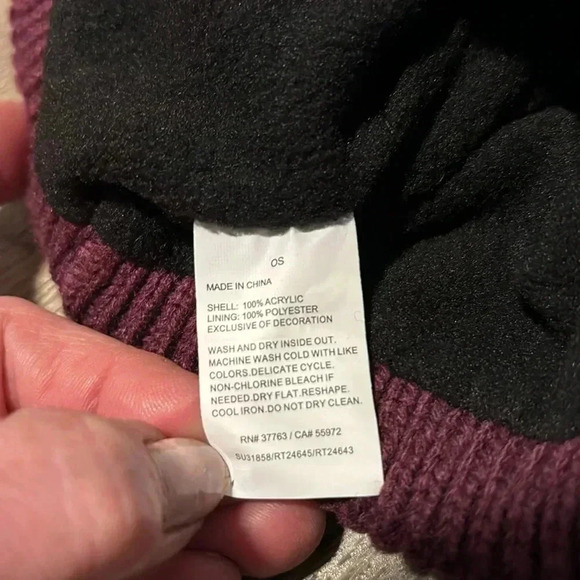 OS
MADE IN CHINA
SHELL: 100% ACRYLIC
LINING: 100% POLYESTER
EXCLUSIVE OF DECORATION
WASH AND DRY INSIDE OUT.
MACHINE WASH COLD WITH LIKE
COLORS.DELICATE CYCLE.
NON-CHLORINE BLEACH IF
NEEDED.DRY FLAT.RESHAPE.
COOL IRON.DO NOT DRY CLEAN.
RN# 37763 / CA# 55972
SU31858/RT24645/RT24643